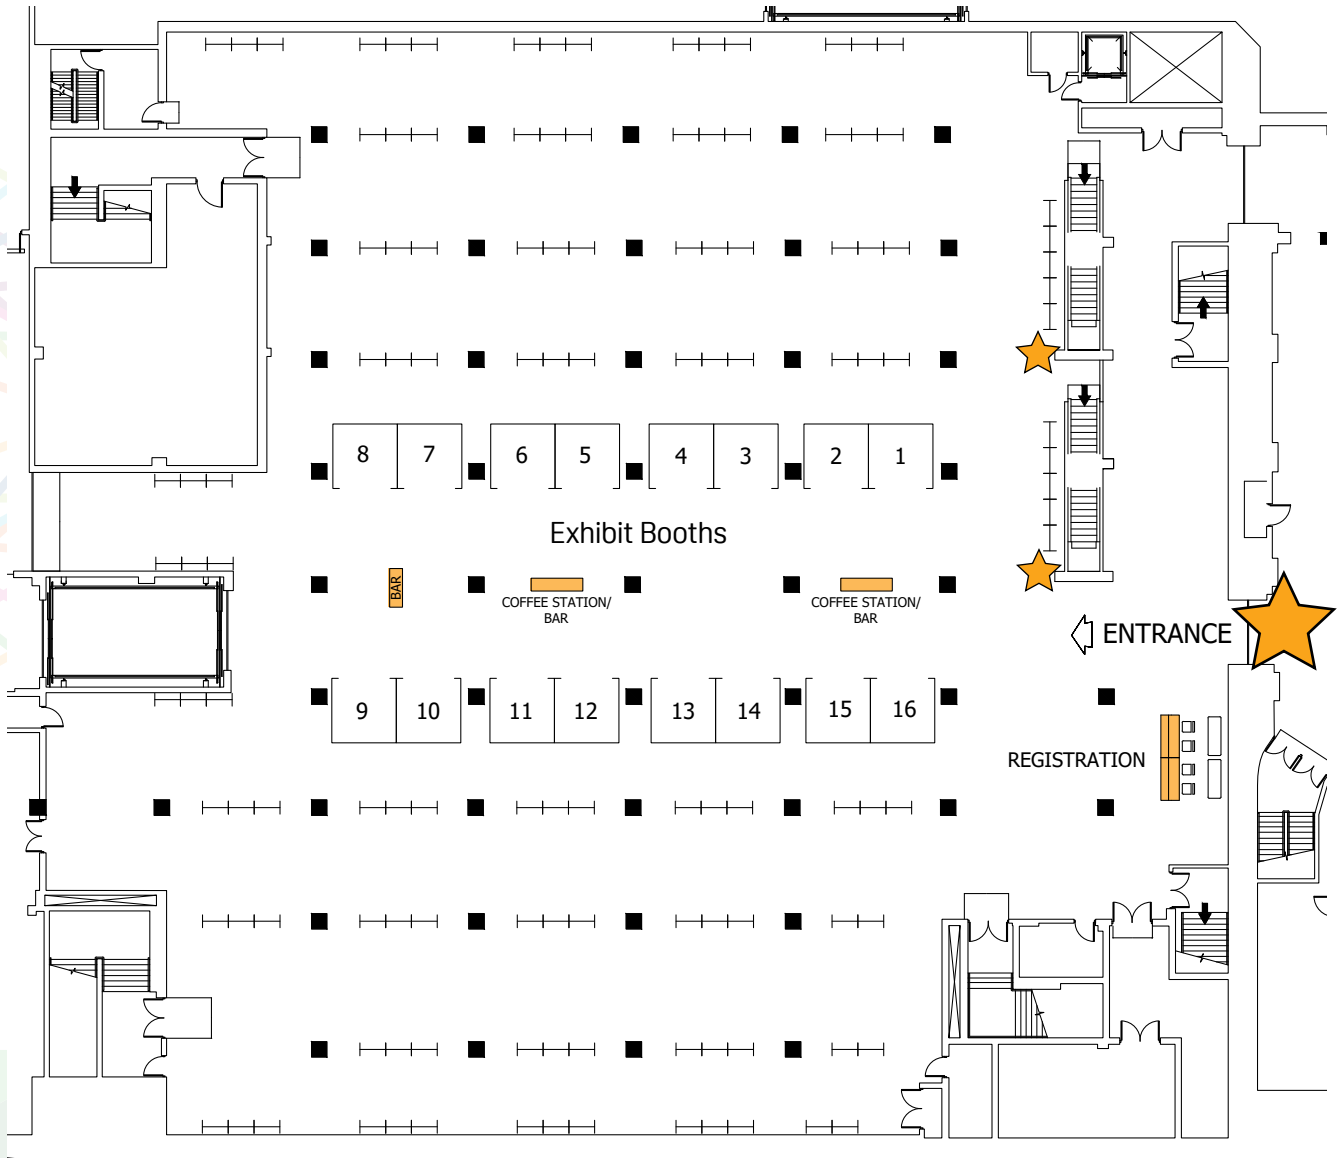 8 7 6 5 4 3 2 1
Exhibit Booths
BAR
COFFEE STATION/
BAR
COFFEE STATION/
BAR
ENTRANCE
9 10 11 12 13 14 15 16
REGISTRATION